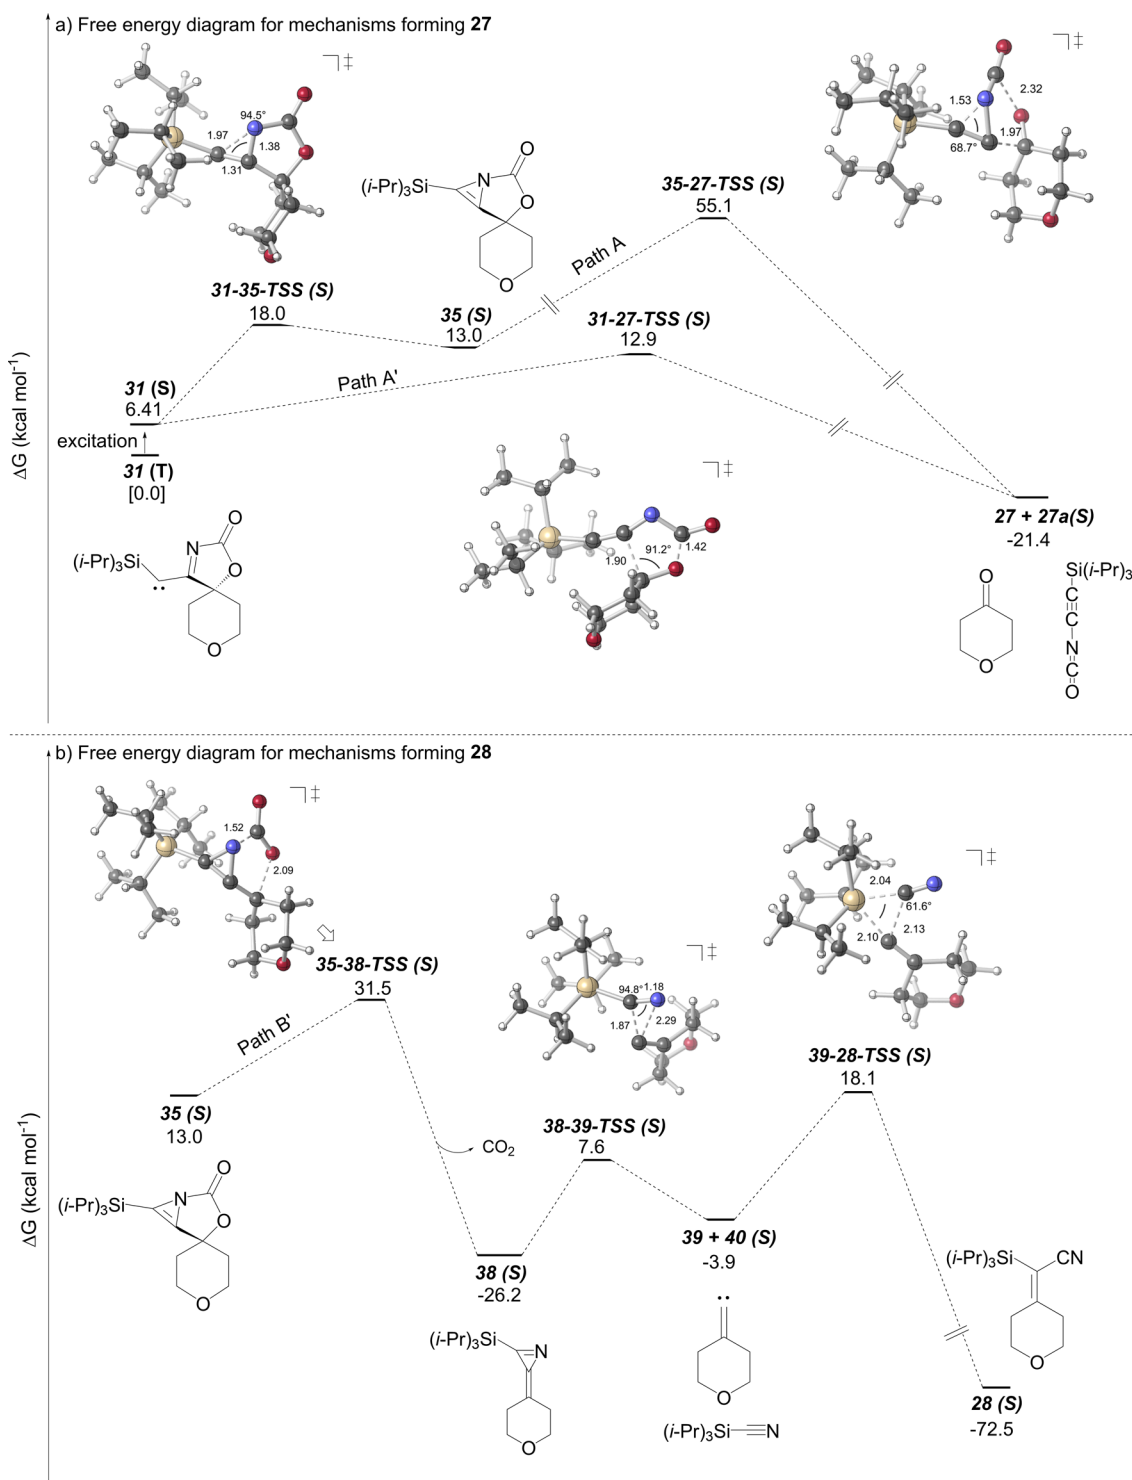 a) Free energy diagram for mechanisms forming 27
ΔG (kcal mol⁻¹)
94.5°
1.97
1.38
1.31
‡
(i-Pr)₃Si
N
O
O
O
1.53
2.32
1.97
68.7°
‡
35-27-TSS (S)
55.1
Path A
31-35-TSS (S)
18.0
35 (S)
13.0
31-27-TSS (S)
12.9
Path A'
31 (S)
6.41
excitation
31 (T)
[0.0]
(i-Pr)₃Si
N
O
O
O
1.90
91.2°
1.42
‡
27 + 27a(S)
-21.4
O
O
Si(i-Pr)₃
C
C
N
C
O
b) Free energy diagram for mechanisms forming 28
ΔG (kcal mol⁻¹)
1.52
2.09
‡
35-38-TSS (S)
31.5
Path B'
35 (S)
13.0
(i-Pr)₃Si
N
O
O
O
CO₂
94.8°
1.18
1.87
2.29
‡
38-39-TSS (S)
7.6
38 (S)
-26.2
(i-Pr)₃Si
N
O
39 + 40 (S)
-3.9
O
(i-Pr)₃Si
N
2.04
61.6°
2.10
2.13
‡
39-28-TSS (S)
18.1
(i-Pr)₃Si
CN
O
28 (S)
-72.5